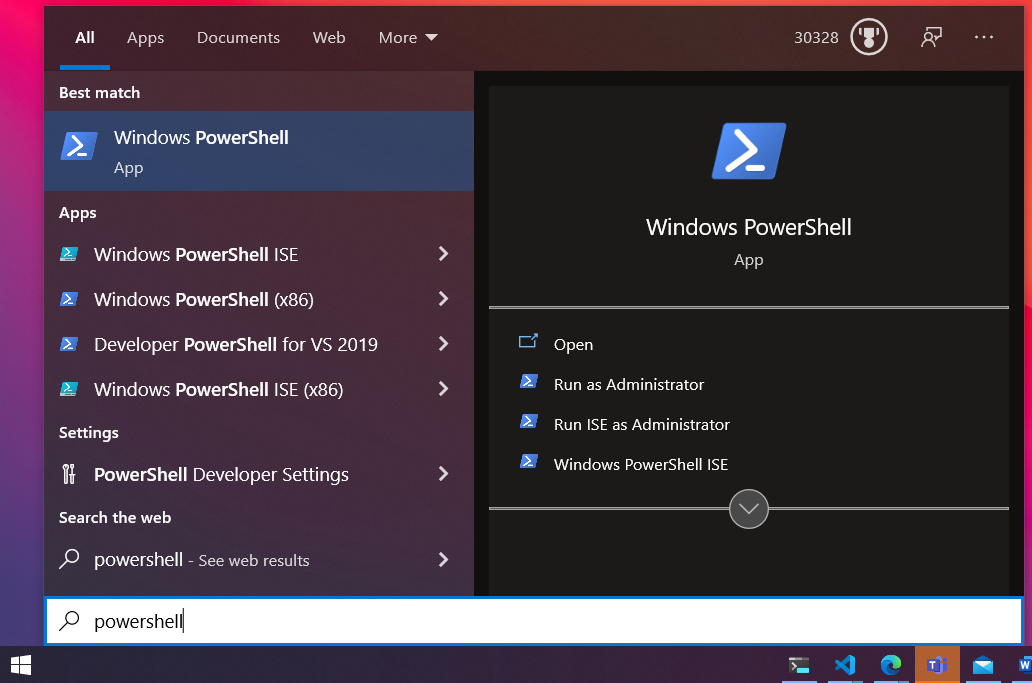 All Apps Documents Web More 30328
Best match
Windows PowerShell
App
Apps
Windows PowerShell ISE
Windows PowerShell (x86)
Developer PowerShell for VS 2019
Windows PowerShell ISE (x86)
Settings
PowerShell Developer Settings
Search the web
powershell - See web results
Windows PowerShell
App
Open
Run as Administrator
Run ISE as Administrator
Windows PowerShell ISE
powershell